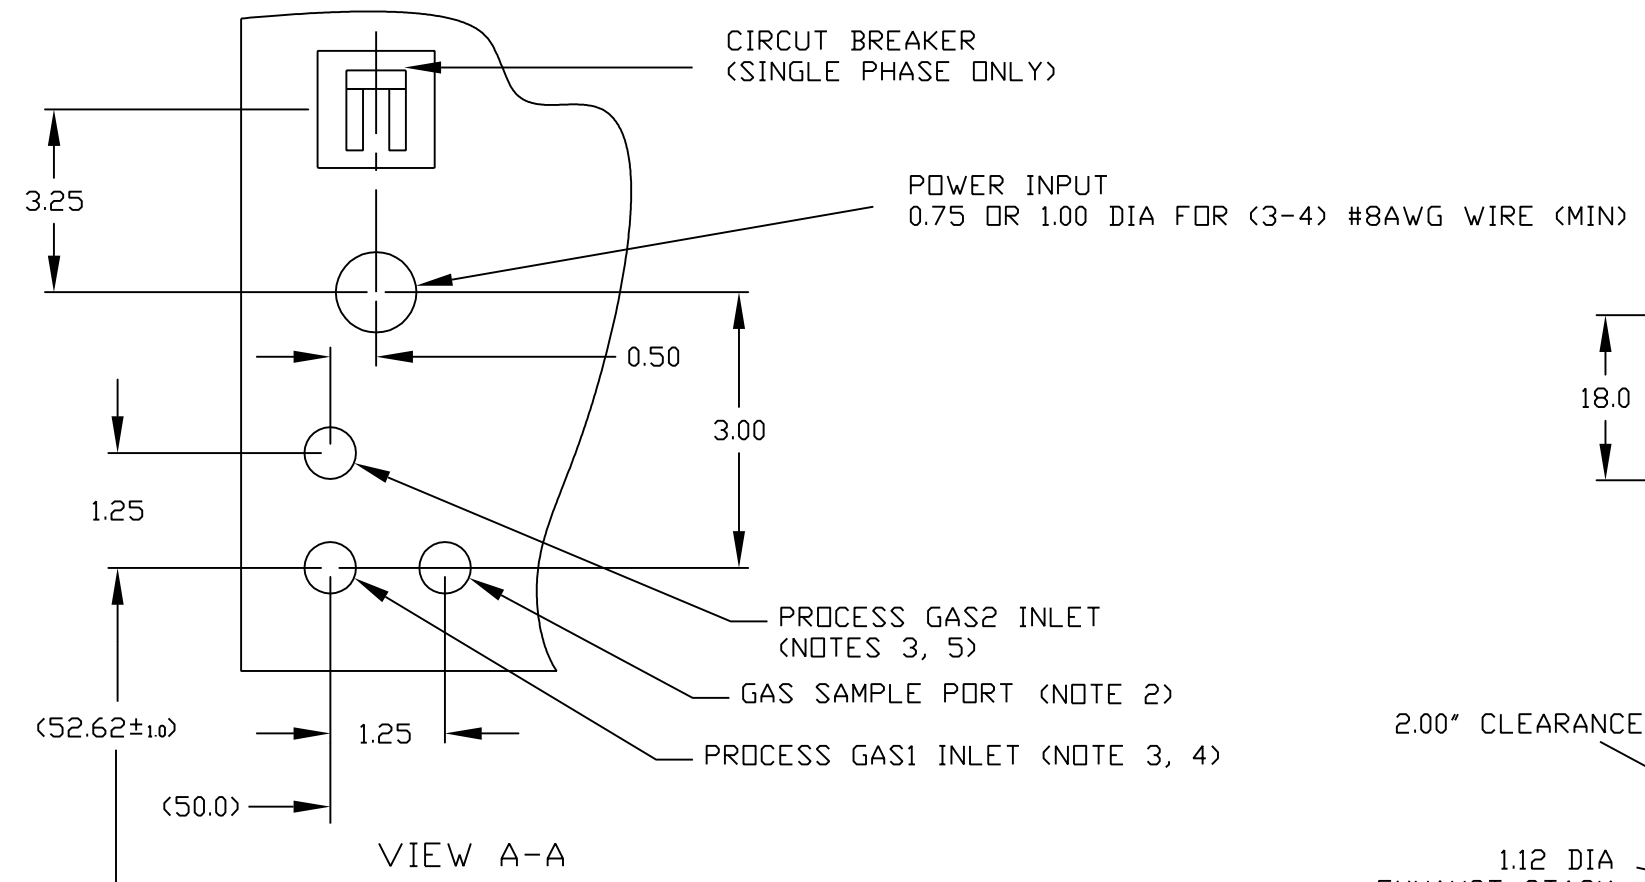 CIRCUT BREAKER
(SINGLE PHASE ONLY)
POWER INPUT
0.75 OR 1.00 DIA FOR (3-4) #8AWG WIRE (MIN)
3.25
0.50
18.0
3.00
1.25
PROCESS GAS2 INLET
(NOTES 3, 5)
GAS SAMPLE PORT (NOTE 2)
(52.62±1.0)
1.25
2.00" CLEARANCE
PROCESS GAS1 INLET (NOTE 3, 4)
(50.0)
VIEW A-A
1.12 DIA